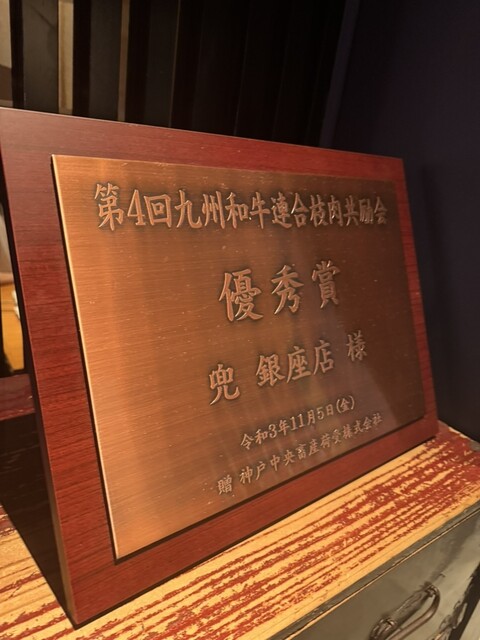 第4回九州和牛連合枝肉共励会
優秀賞
兜 銀座店 様
令和3年11月5日(金)
贈 神戸中央畜産荷受株式会社